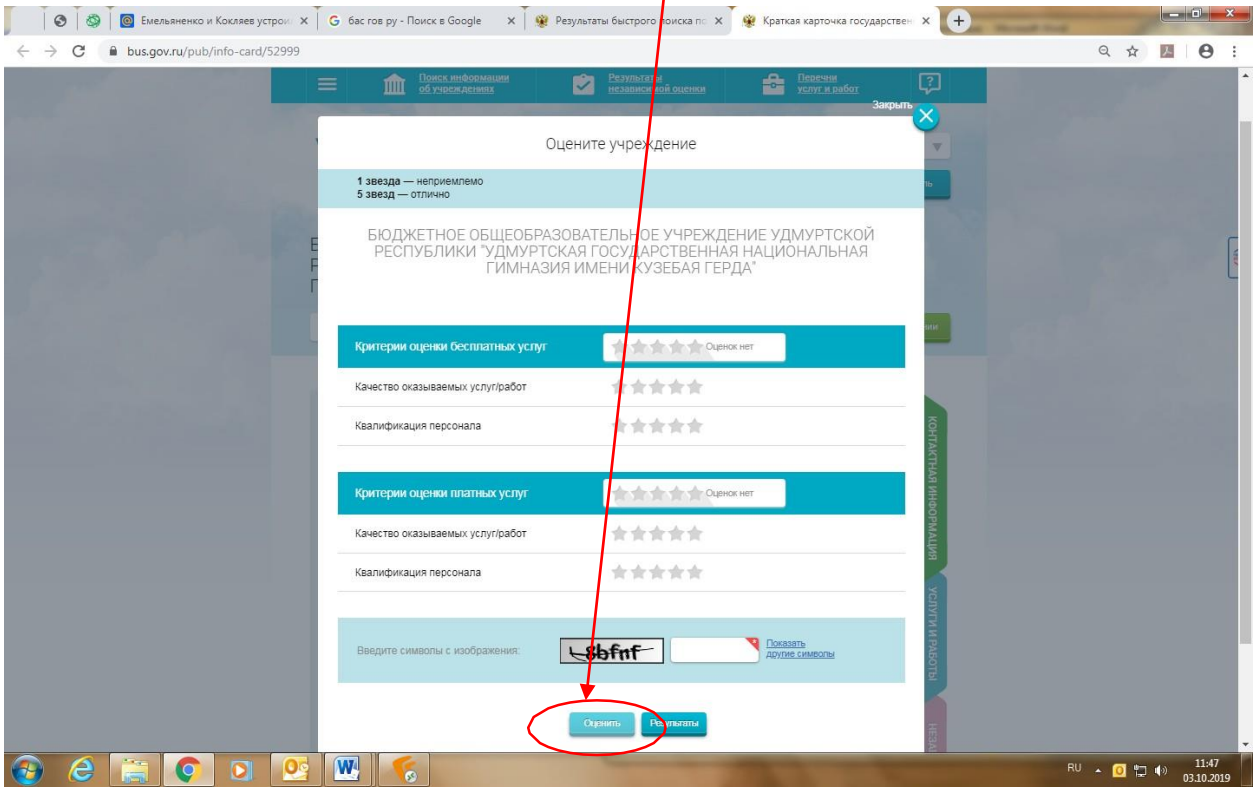 Емельяненко и Кокляев устрои
бас гов ру - Поиск в Google
Результаты быстрого поиска по
Краткая карточка государствен
bus.gov.ru/pub/info-card/52999
Поиск информации
об учреждениях
Результаты
независимой оценки
Перечни
услуг и работ
Закрыть
Оцените учреждение
1 звезда — неприемлемо
5 звезд — отлично
БЮДЖЕТНОЕ ОБЩЕОБРАЗОВАТЕЛЬНОЕ УЧРЕЖДЕНИЕ УДМУРТСКОЙ
РЕСПУБЛИКИ "УДМУРТСКАЯ ГОСУДАРСТВЕННАЯ НАЦИОНАЛЬНАЯ
ГИМНАЗИЯ ИМЕНИ КУЗЕБАЯ ГЕРДА"
Критерии оценки бесплатных услуг
Оценок нет
Качество оказываемых услуг/работ
Квалификация персонала
Критерии оценки платных услуг
Оценок нет
Качество оказываемых услуг/работ
Квалификация персонала
КОНТАКТНАЯ ИНФОРМАЦИЯ
УСЛУГИ И РАБОТЫ
НЕЗА
Введите символы с изображения:
Показать
другие символы
Оценить
Результаты
RU
11:47
03.10.2019